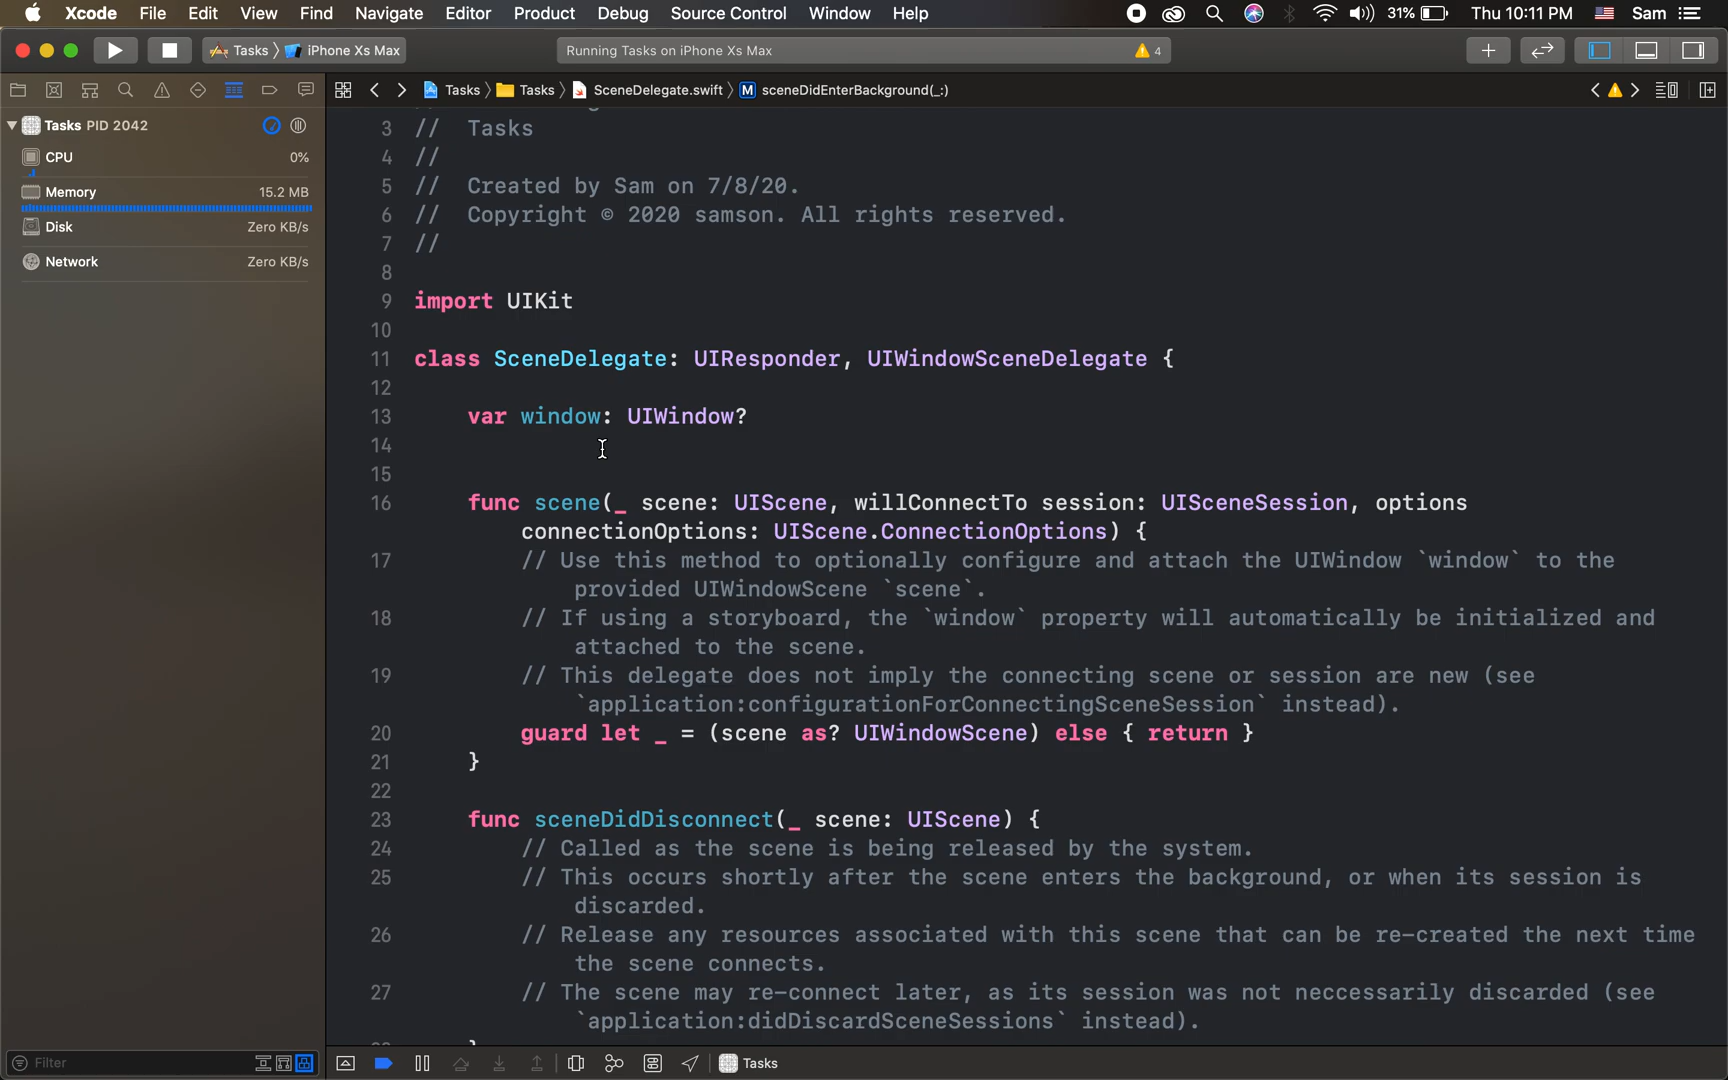 Xcode File Edit View Find Navigate Editor Product Debug Source Control Window Help 31% Thu 10:11 PM Sam
Tasks 〉 iPhone Xs Max Running Tasks on iPhone Xs Max 4
Tasks 〉 Tasks 〉 SceneDelegate.swift 〉 M sceneDidEnterBackground(_:)
Tasks PID 2042
CPU 0%
Memory 15.2 MB
Disk Zero KB/s
Network Zero KB/s
3 // Tasks
4 //
5 // Created by Sam on 7/8/20.
6 // Copyright © 2020 samson. All rights reserved.
7 //
8
9 import UIKit
10
11 class SceneDelegate: UIResponder, UIWindowSceneDelegate {
12
13 var window: UIWindow?
14
15
16 func scene(_ scene: UIScene, willConnectTo session: UISceneSession, options
connectionOptions: UIScene.ConnectionOptions) {
17 // Use this method to optionally configure and attach the UIWindow `window` to the
provided UIWindowScene `scene`.
18 // If using a storyboard, the `window` property will automatically be initialized and
attached to the scene.
19 // This delegate does not imply the connecting scene or session are new (see
`application:configurationForConnectingSceneSession` instead).
20 guard let _ = (scene as? UIWindowScene) else { return }
21 }
22
23 func sceneDidDisconnect(_ scene: UIScene) {
24 // Called as the scene is being released by the system.
25 // This occurs shortly after the scene enters the background, or when its session is
discarded.
26 // Release any resources associated with this scene that can be re-created the next time
the scene connects.
27 // The scene may re-connect later, as its session was not neccessarily discarded (see
`application:didDiscardSceneSessions` instead).
Filter
Tasks